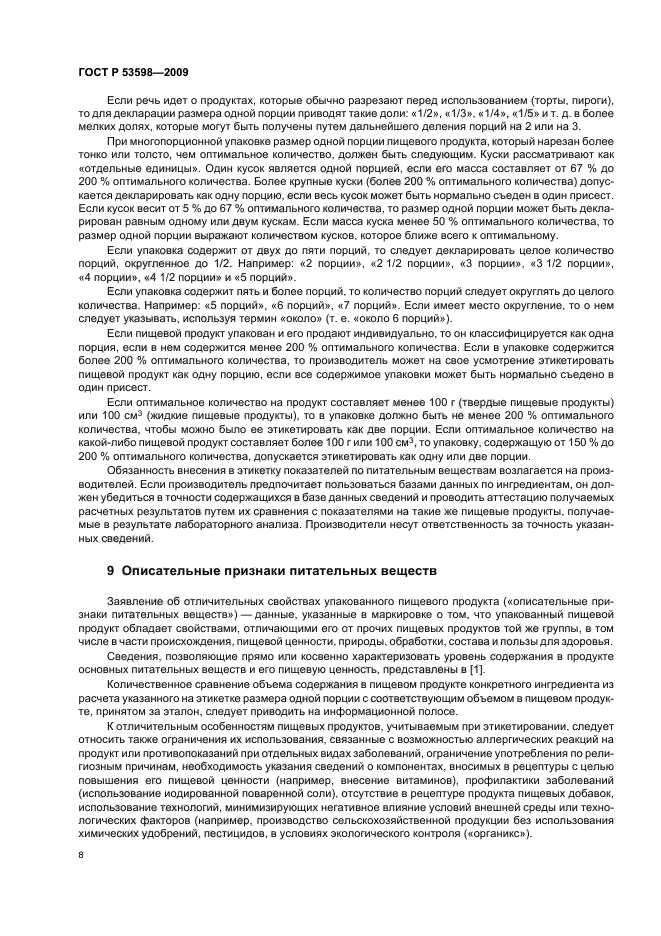 ГОСТ Р 53598—2009
Если речь идет о продуктах, которые обычно разрезают перед использованием (торты, пироги),
то для декларации размера одной порции приводят такие доли: «1/2», «1/3», «1/4», «1/5» и т. д. в более
мелких долях, которые могут быть получены путем дальнейшего деления порций на 2 или на 3.
При многопорционной упаковке размер одной порции пищевого продукта, который нарезан более
тонко или толсто, чем оптимальное количество, должен быть следующим. Куски рассматривают как
«отдельные единицы». Один кусок является одной порцией, если его масса составляет от 67 % до
200 % оптимального количества. Более крупные куски (более 200 % оптимального количества) допус-
кается декларировать как одну порцию, если весь кусок может быть нормально съеден в один присест.
Если кусок весит от 5 % до 67 % оптимального количества, то размер одной порции может быть декла-
рирован равным одному или двум кускам. Если масса куска менее 50 % оптимального количества, то
размер одной порции выражают количеством кусков, которое ближе всего к оптимальному.
Если упаковка содержит от двух до пяти порций, то следует декларировать целое количество
порций, округленное до 1/2. Например: «2 порции», «2 1/2 порции», «3 порции», «3 1/2 порции»,
«4 порции», «4 1/2 порции» и «5 порций».
Если упаковка содержит пять и более порций, то количество порций следует округлять до целого
количества. Например: «5 порций», «6 порций», «7 порций». Если имеет место округление, то о нем
следует указывать, используя термин «около» (т. е. «около 6 порций»).
Если пищевой продукт упакован и его продают индивидуально, то он классифицируется как одна
порция, если в нем содержится менее 200 % оптимального количества. Если в упаковке содержится
более 200 % оптимального количества, то производитель может на свое усмотрение этикетировать
пищевой продукт как одну порцию, если все содержимое упаковки может быть нормально съедено в
один присест.
Если оптимальное количество на продукт составляет менее 100 г (твердые пищевые продукты)
или 100 см³ (жидкие пищевые продукты), то в упаковке должно быть не менее 200 % оптимального
количества, чтобы можно было ее этикетировать как две порции. Если оптимальное количество на
какой-либо пищевой продукт составляет более 100 г или 100 см³, то упаковку, содержащую от 150 % до
200 % оптимального количества, допускается этикетировать как одну или две порции.
Обязанность внесения в этикетку показателей по питательным веществам возлагается на произ-
водителей. Если производитель предпочитает пользоваться базами данных по ингредиентам, он дол-
жен убедиться в точности содержащихся в базе данных сведений и проводить аттестацию получаемых
расчетных результатов путем их сравнения с показателями на такие же пищевые продукты, получае-
мые в результате лабораторного анализа. Производители несут ответственность за точность указан-
ных сведений.
9 Описательные признаки питательных веществ
Заявление об отличительных свойствах упакованного пищевого продукта («описательные при-
знаки питательных веществ») — данные, указанные в маркировке о том, что упакованный пищевой
продукт обладает свойствами, отличающими его от прочих пищевых продуктов той же группы, в том
числе в части происхождения, пищевой ценности, природы, обработки, состава и пользы для здоровья.
Сведения, позволяющие прямо или косвенно характеризовать уровень содержания в продукте
основных питательных веществ и его пищевую ценность, представлены в [1].
Количественное сравнение объема содержания в пищевом продукте конкретного ингредиента из
расчета указанного на этикетке размера одной порции с соответствующим объемом в пищевом продук-
те, принятом за эталон, следует приводить на информационной полосе.
К отличительным особенностям пищевых продуктов, учитываемым при этикетировании, следует
относить также ограничения их использования, связанные с возможностью аллергических реакций на
продукт или противопоказаний при отдельных видах заболеваний, ограничение употребления по рели-
гиозным причинам, необходимость указания сведений о компонентах, вносимых в рецептуры с целью
повышения его пищевой ценности (например, внесение витаминов), профилактики заболеваний
(использование иодированной поваренной соли), отсутствие в рецептуре продукта пищевых добавок,
использование технологий, минимизирующих негативное влияние условий внешней среды или техно-
логических факторов (например, производство сельскохозяйственной продукции без использования
химических удобрений, пестицидов, в условиях экологического контроля («органик»).
8